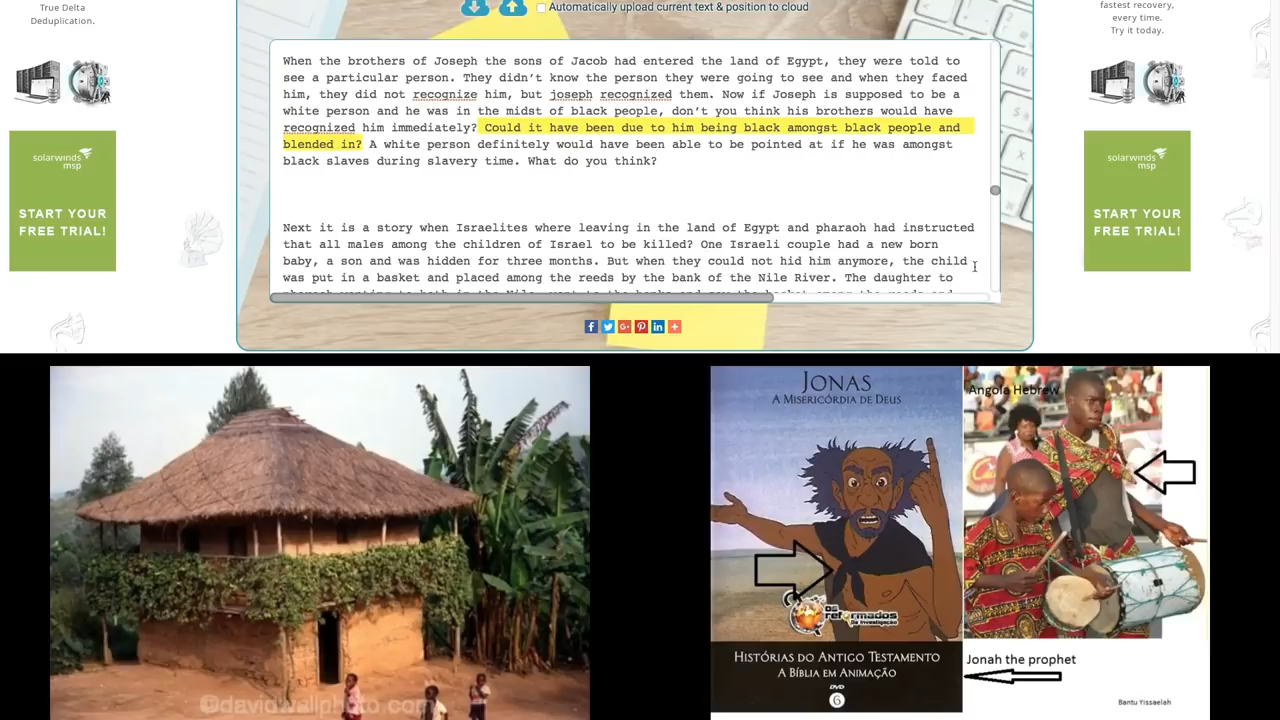 True Delta
Deduplication.
Automatically upload current text & position to cloud
fastest recovery,
every time.
Try it today.
When the brothers of Joseph the sons of Jacob had entered the land of Egypt, they were told to
see a particular person. They didn't know the person they were going to see and when they faced
him, they did not recognize him, but joseph recognized them. Now if Joseph is supposed to be a
white person and he was in the midst of black people, don't you think his brothers would have
recognized him immediately? Could it have been due to him being black amongst black people and
blended in? A white person definitely would have been able to be pointed at if he was amongst
black slaves during slavery time. What do you think?
Next it is a story when Israelites where leaving in the land of Egypt and pharaoh had instructed
that all males among the children of Israel to be killed? One Israeli couple had a new born
baby, a son and was hidden for three months. But when they could not hid him anymore, the child
was put in a basket and placed among the reeds by the bank of the Nile River. The daughter to
solarwinds
msp
START YOUR
FREE TRIAL!
solarwinds
msp
START YOUR
FREE TRIAL!
JONAS
A MISERICÓRDIA DE DEUS
Angola Hebrew
os
reformados
da investigação
HISTÓRIAS DO ANTIGO TESTAMENTO
A BÍBLIA EM ANIMAÇÃO
DVD
6
Jonah the prophet
Bantu Yissaelah
©davidwallphoto.com